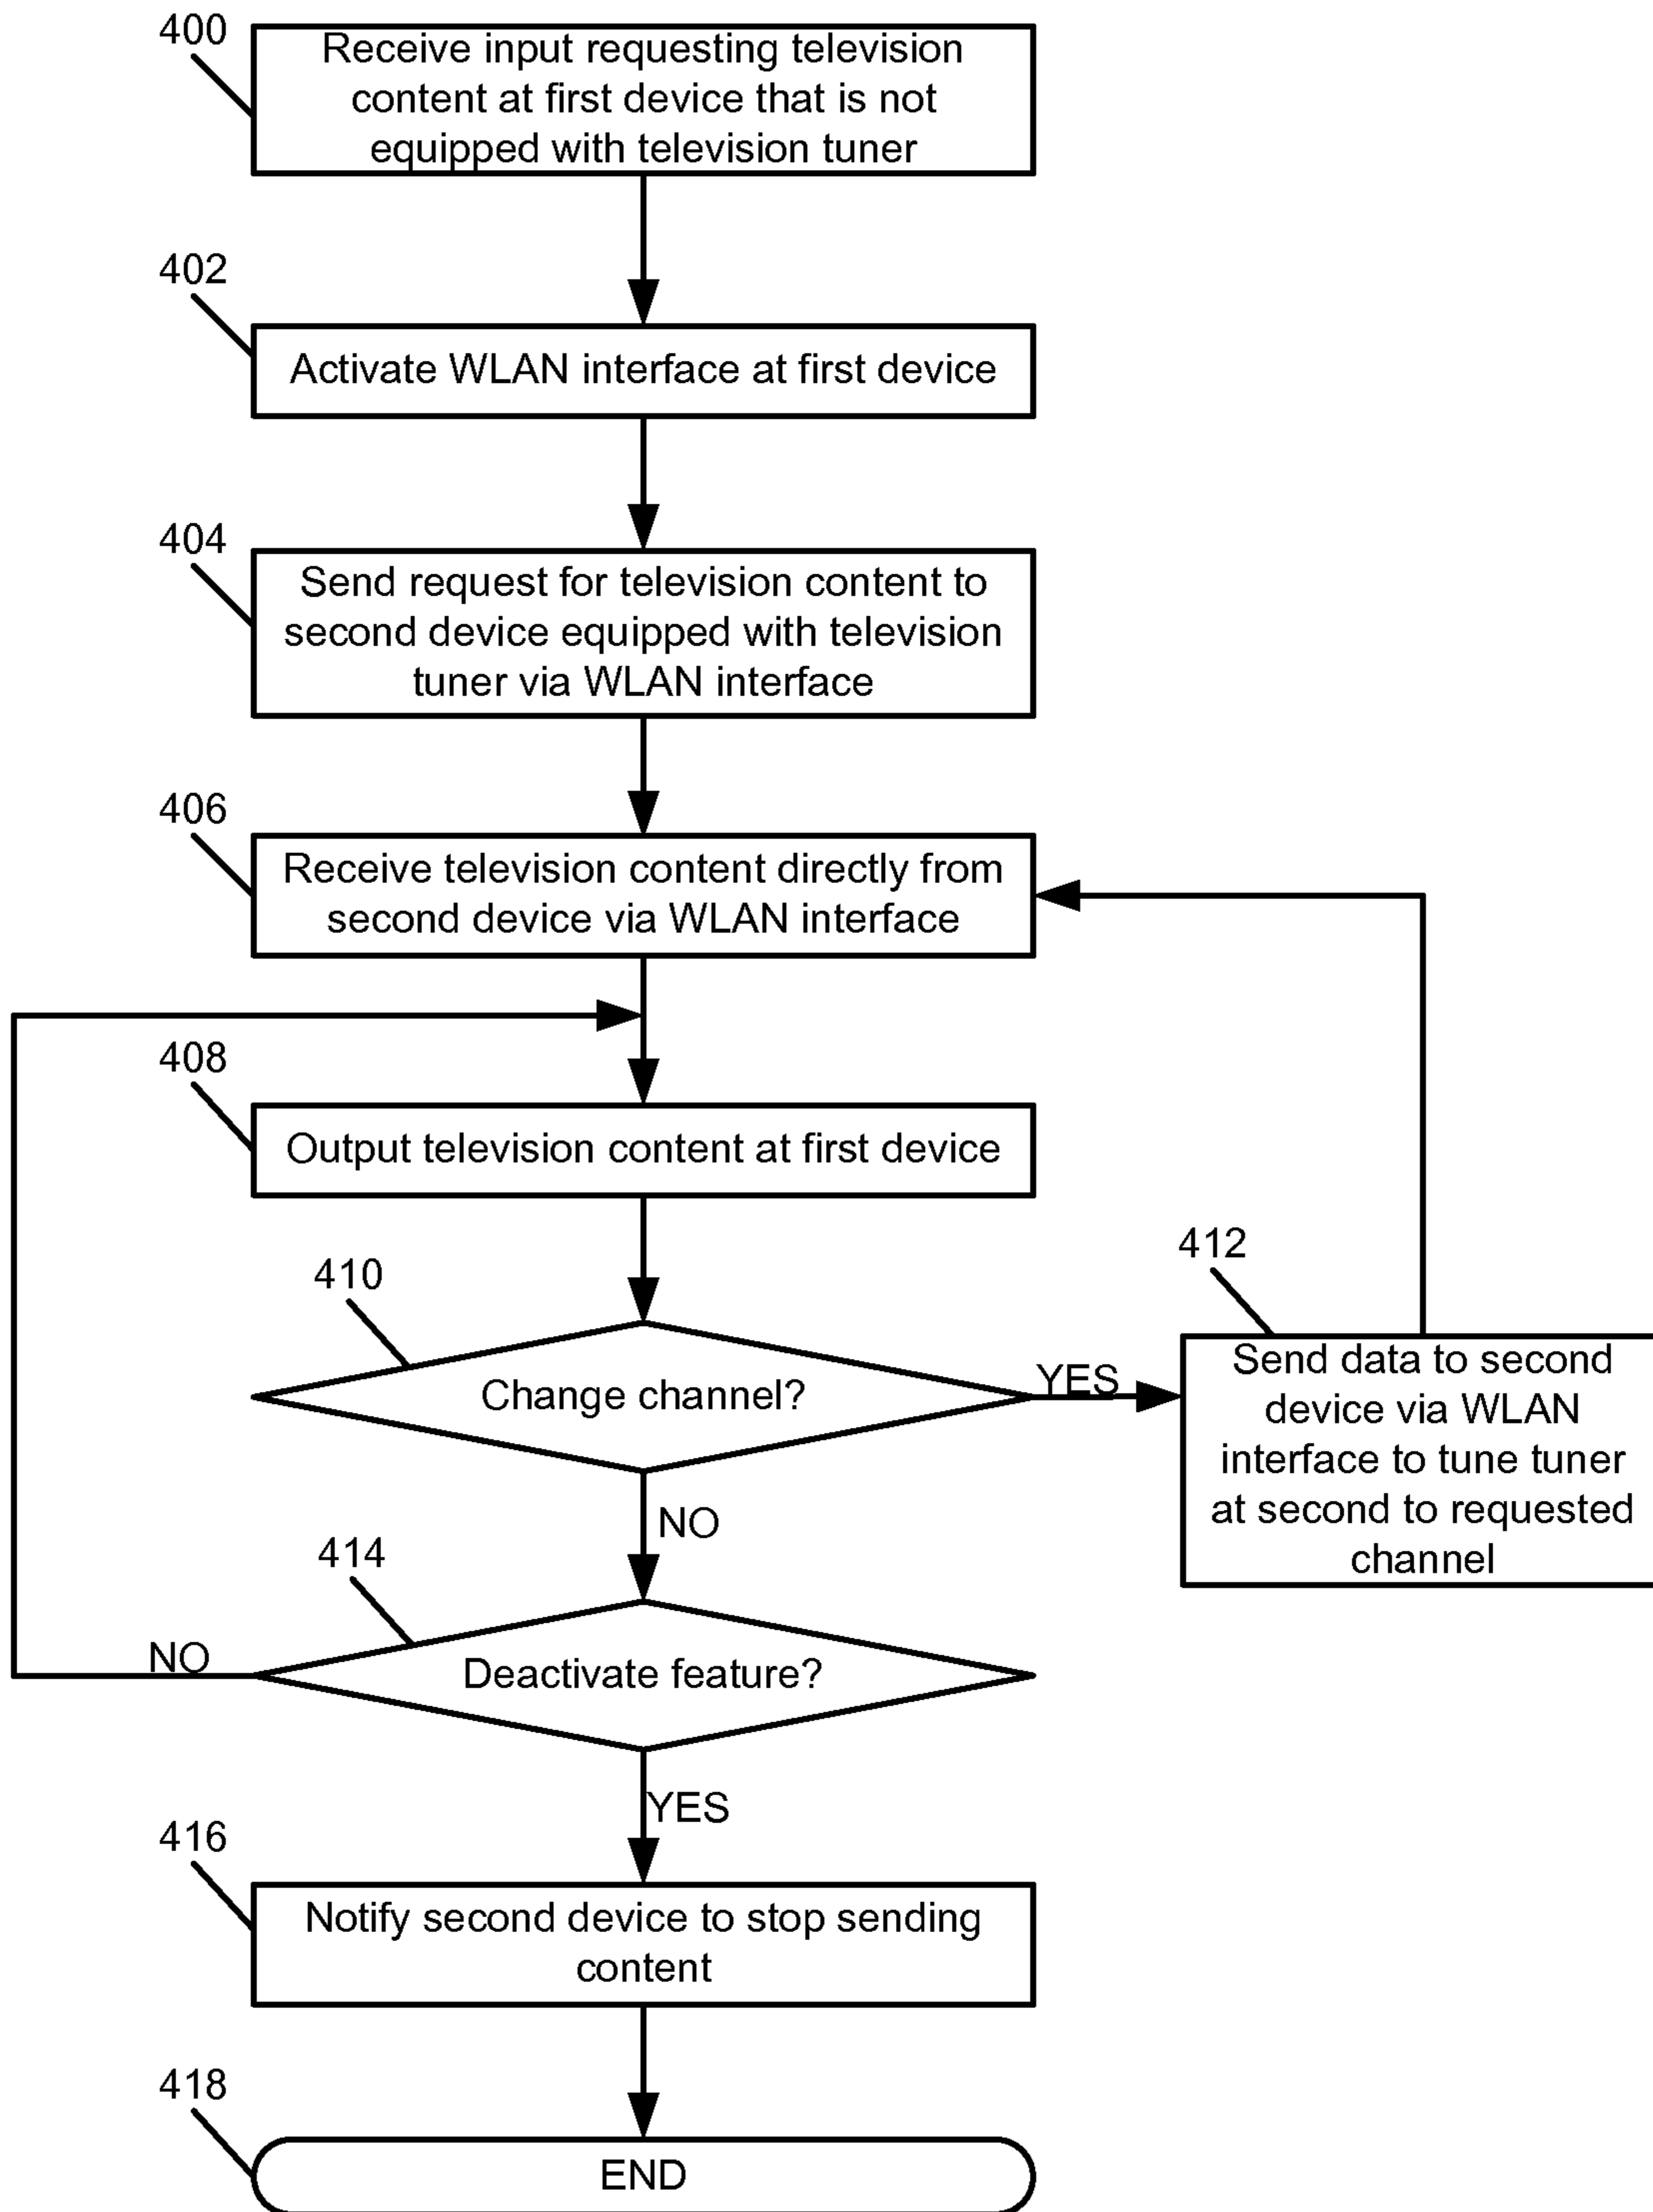 400
Receive input requesting television
content at first device that is not
equipped with television tuner
402
Activate WLAN interface at first device
404
Send request for television content to
second device equipped with television
tuner via WLAN interface
406
Receive television content directly from
second device via WLAN interface
408
Output television content at first device
410
Change channel?
YES
412
Send data to second
device via WLAN
interface to tune tuner
at second to requested
channel
NO
414
Deactivate feature?
NO
YES
416
Notify second device to stop sending
content
418
END